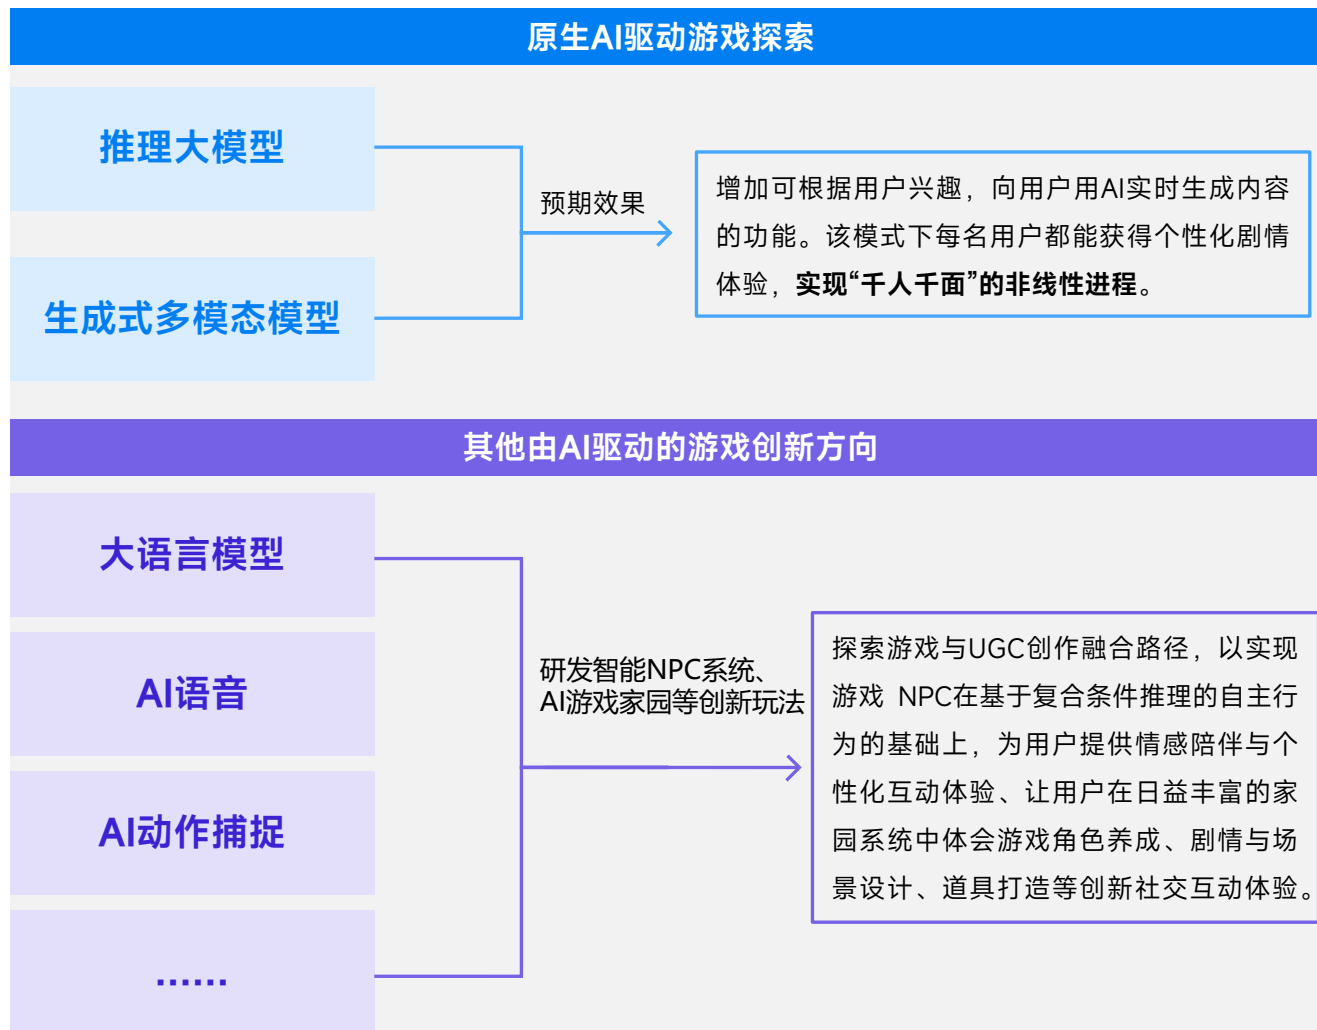 原生AI驱动游戏探索
推理大模型
生成式多模态模型
预期效果
增加可根据用户兴趣，向用户用AI实时生成内容
的功能。该模式下每名用户都能获得个性化剧情
体验，实现“千人千面”的非线性进程。
其他由AI驱动的游戏创新方向
大语言模型
AI语音
AI动作捕捉
……
研发智能NPC系统、
AI游戏家园等创新玩法
探索游戏与UGC创作融合路径，以实现
游戏 NPC在基于复合条件推理的自主行
为的基础上，为用户提供情感陪伴与个
性化互动体验、让用户在日益丰富的家
园系统中体会游戏角色养成、剧情与场
景设计、道具打造等创新社交互动体验。